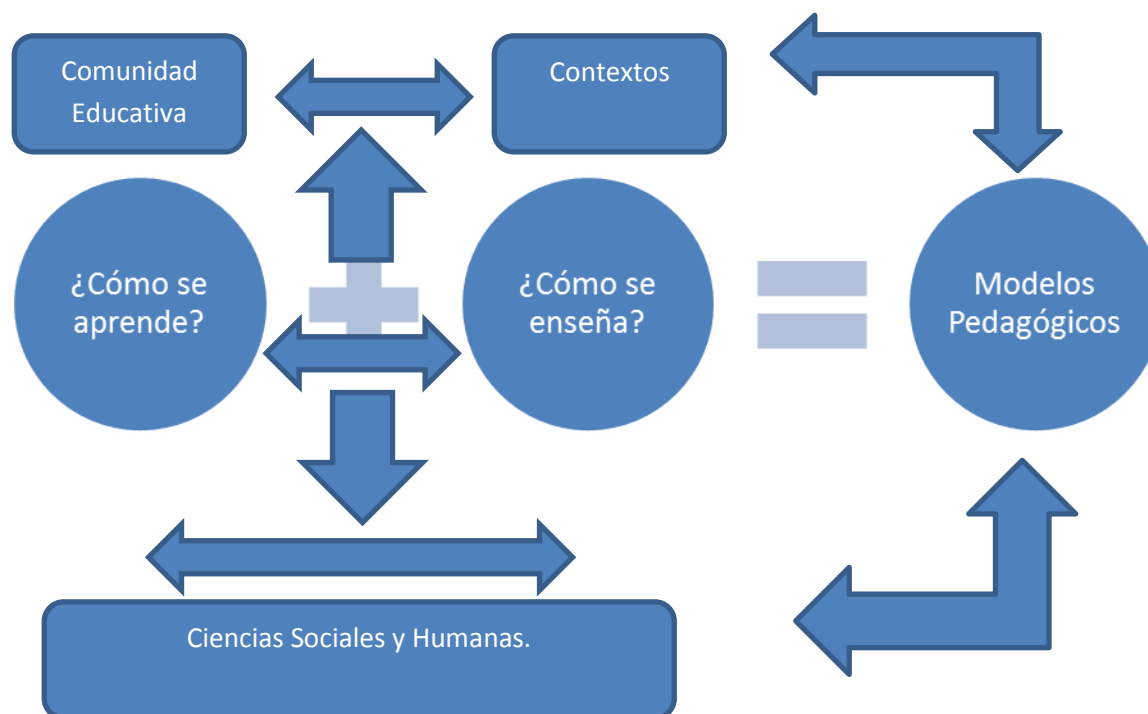 Comunidad
Educativa
Contextos
¿Cómo se
aprende?
¿Cómo se
enseña?
Modelos
Pedagógicos
Ciencias Sociales y Humanas.